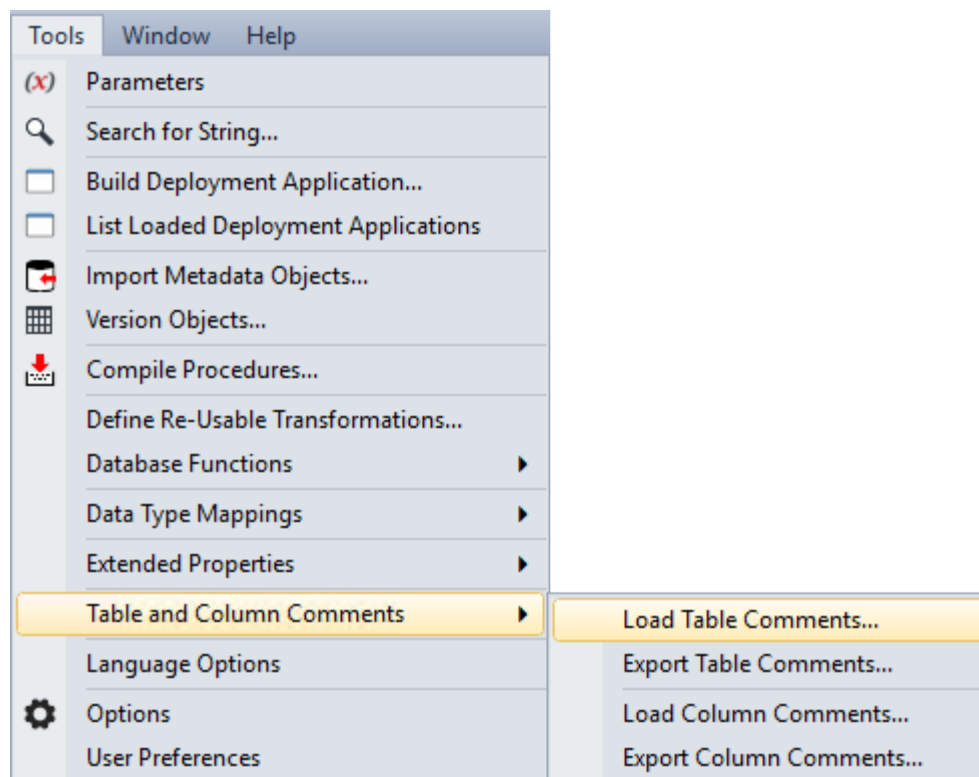 Tools Window Help
(x) Parameters
Search for String...
Build Deployment Application...
List Loaded Deployment Applications
Import Metadata Objects...
Version Objects...
Compile Procedures...
Define Re-Usable Transformations...
Database Functions
Data Type Mappings
Extended Properties
Table and Column Comments
Language Options
Options
User Preferences
Load Table Comments...
Export Table Comments...
Load Column Comments...
Export Column Comments...